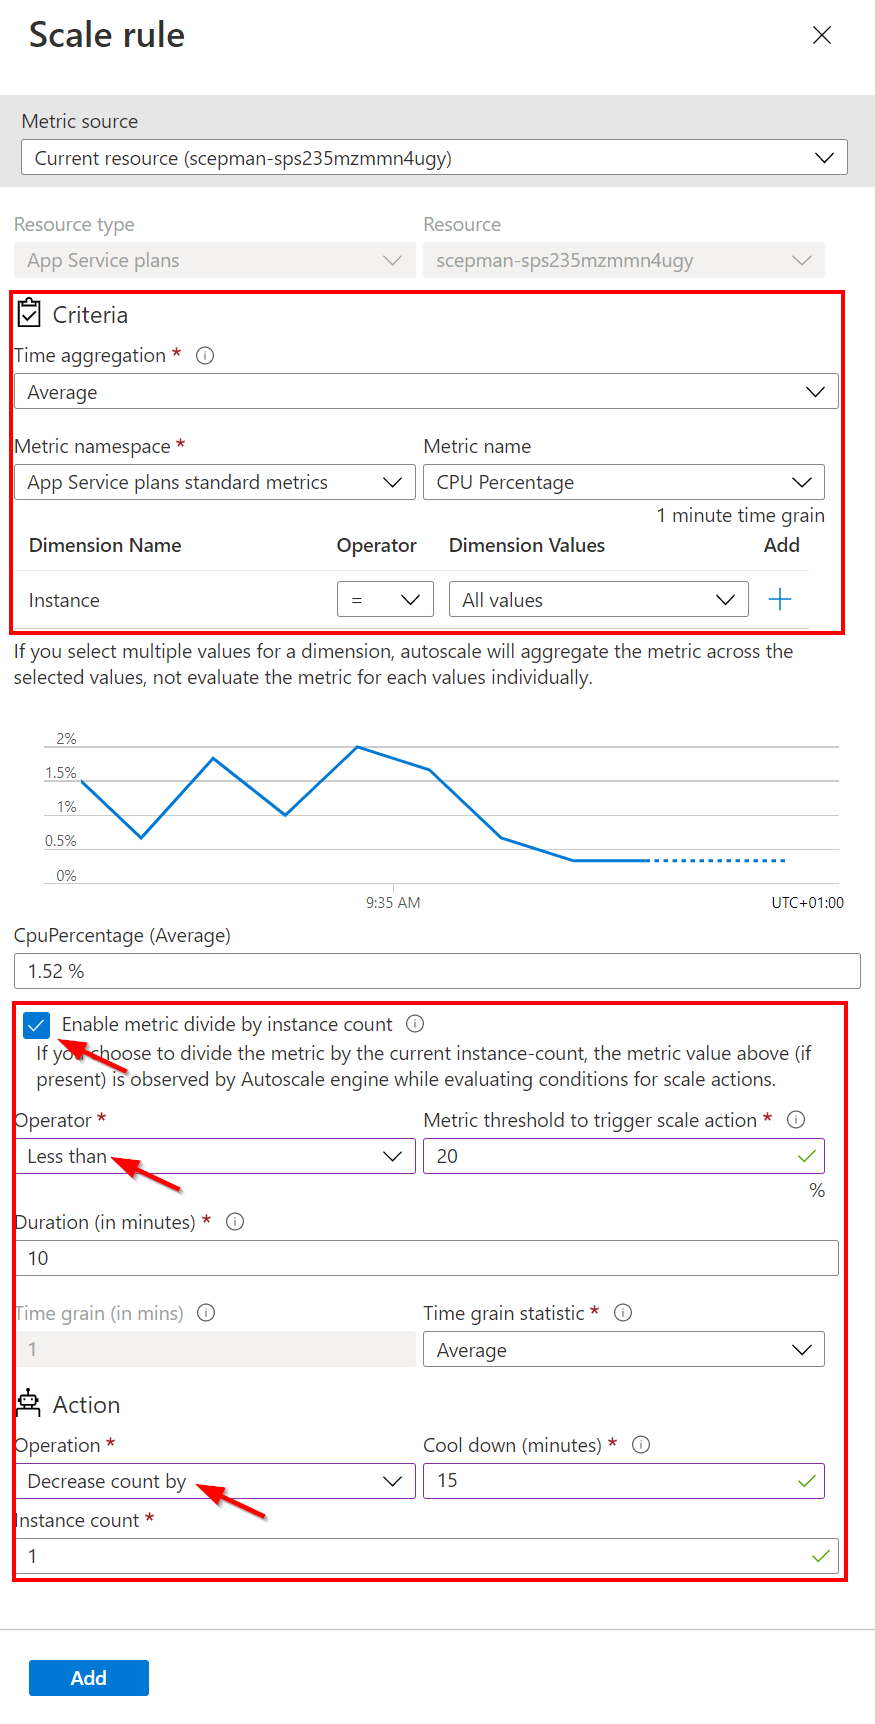 Scale rule
Metric source
Current resource (scepman-sps235mzmmn4ugy)
Resource type Resource
App Service plans scepman-sps235mzmmn4ugy
Criteria
Time aggregation *
Average
Metric namespace * Metric name
App Service plans standard metrics CPU Percentage
1 minute time grain
Dimension Name Operator Dimension Values Add
Instance = All values +
If you select multiple values for a dimension, autoscale will aggregate the metric across the
selected values, not evaluate the metric for each values individually.
2%
1.5%
1%
0.5%
0%
9:35 AM UTC+01:00
CpuPercentage (Average)
1.52 %
Enable metric divide by instance count
If you choose to divide the metric by the current instance-count, the metric value above (if
present) is observed by Autoscale engine while evaluating conditions for scale actions.
Operator * Metric threshold to trigger scale action *
Less than 20
%
Duration (in minutes) *
10
Time grain (in mins) Time grain statistic *
1 Average
Action
Operation * Cool down (minutes) *
Decrease count by 15
Instance count *
1
Add